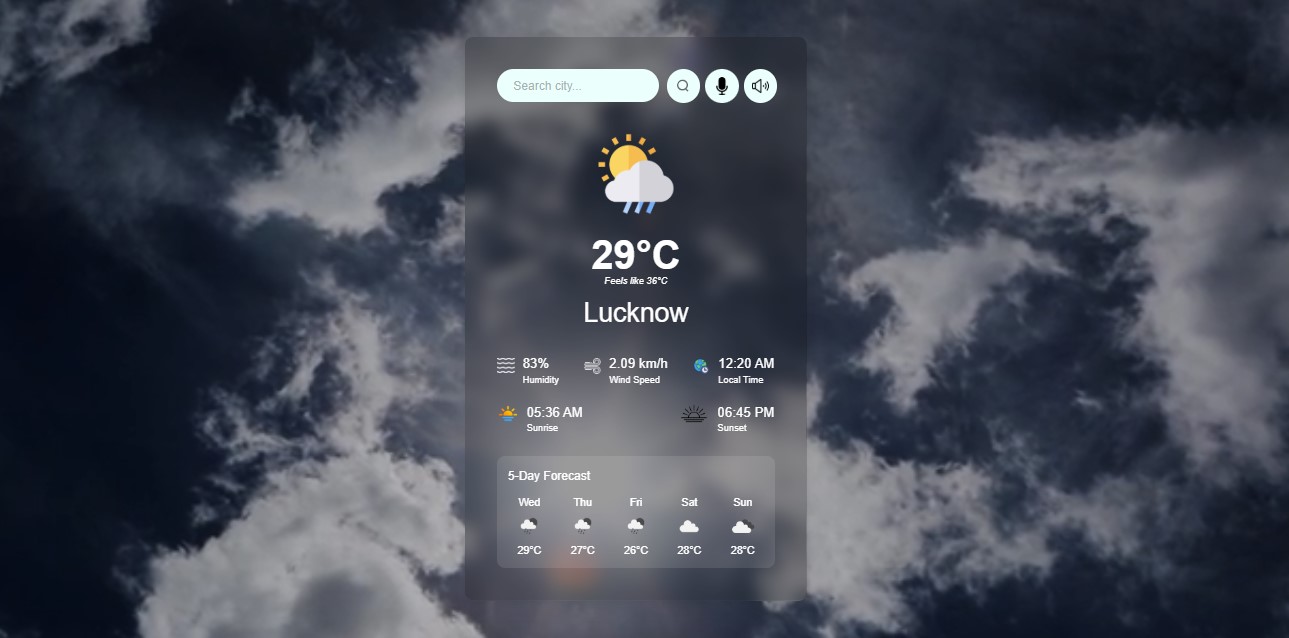 Search city...
29°C
Feels like 36°C
Lucknow
83% 2.09 km/h 12:20 AM
Humidity Wind Speed Local Time
05:36 AM 06:45 PM
Sunrise Sunset
5-Day Forecast
Wed Thu Fri Sat Sun
29°C 27°C 26°C 28°C 28°C